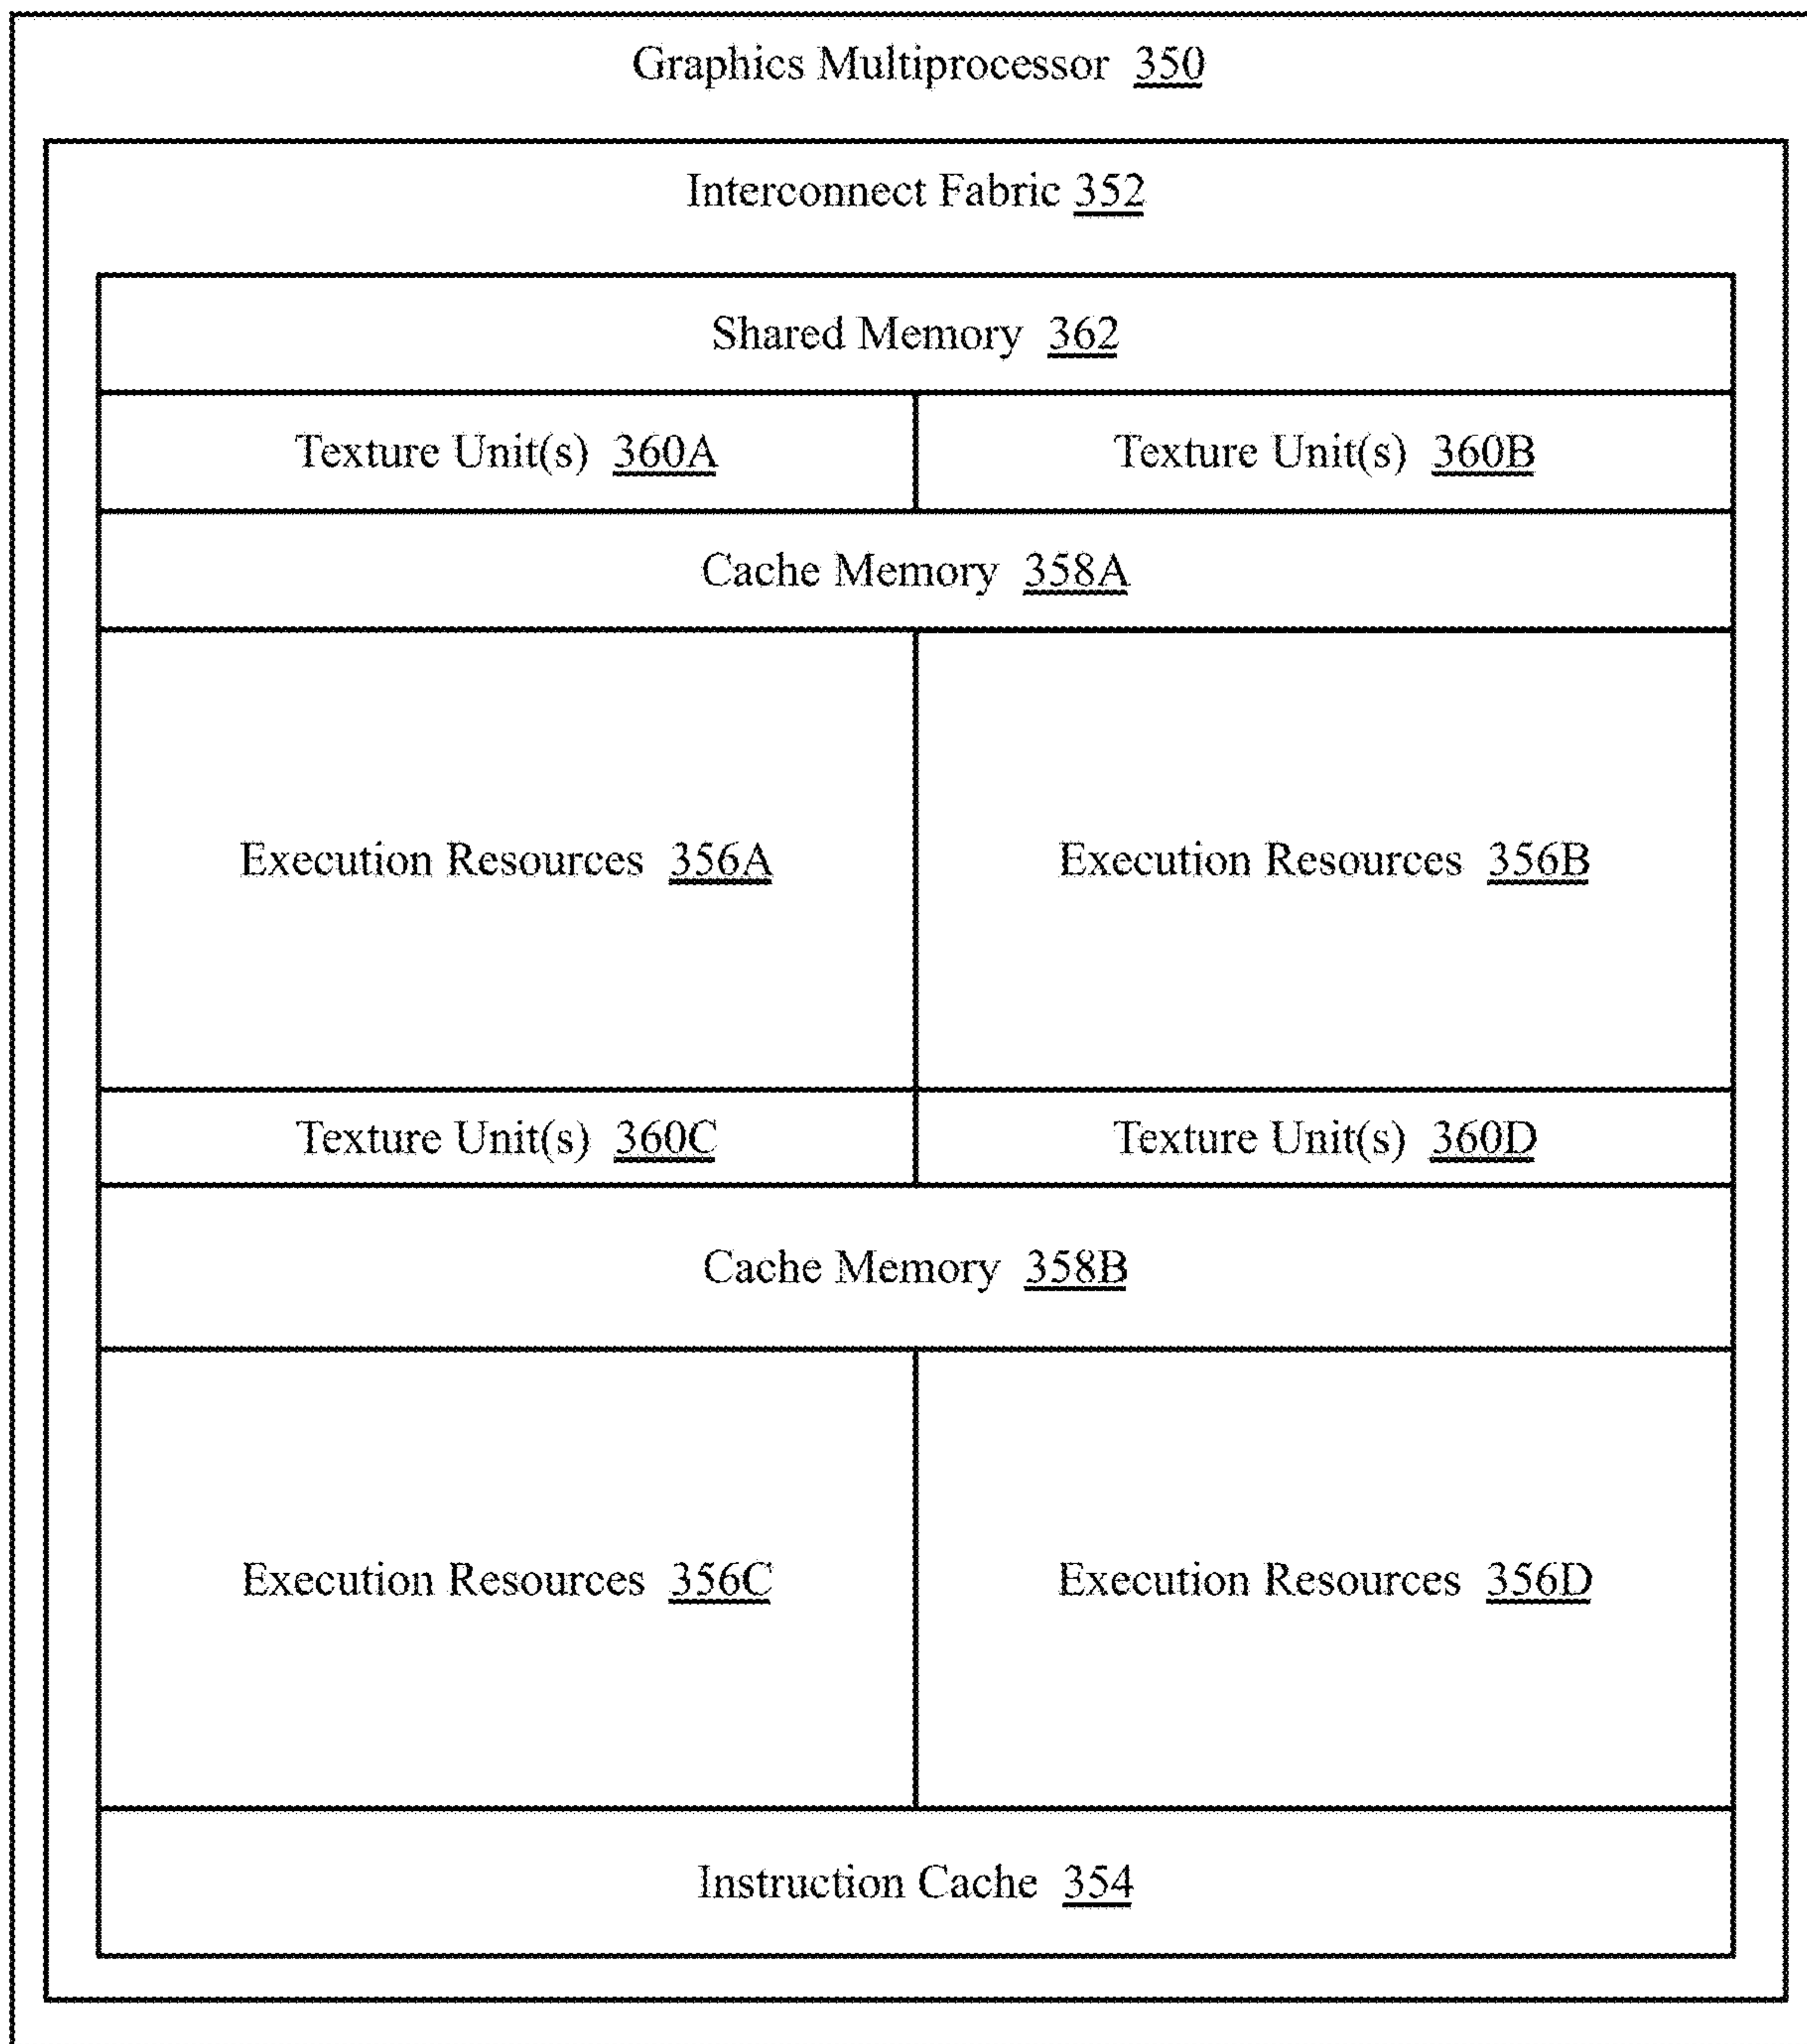 Graphics Multiprocessor 350
Interconnect Fabric 352
Shared Memory 362
Texture Unit(s) 360A
Texture Unit(s) 360B
Cache Memory 358A
Execution Resources 356A
Execution Resources 356B
Texture Unit(s) 360C
Texture Unit(s) 360D
Cache Memory 358B
Execution Resources 356C
Execution Resources 356D
Instruction Cache 354